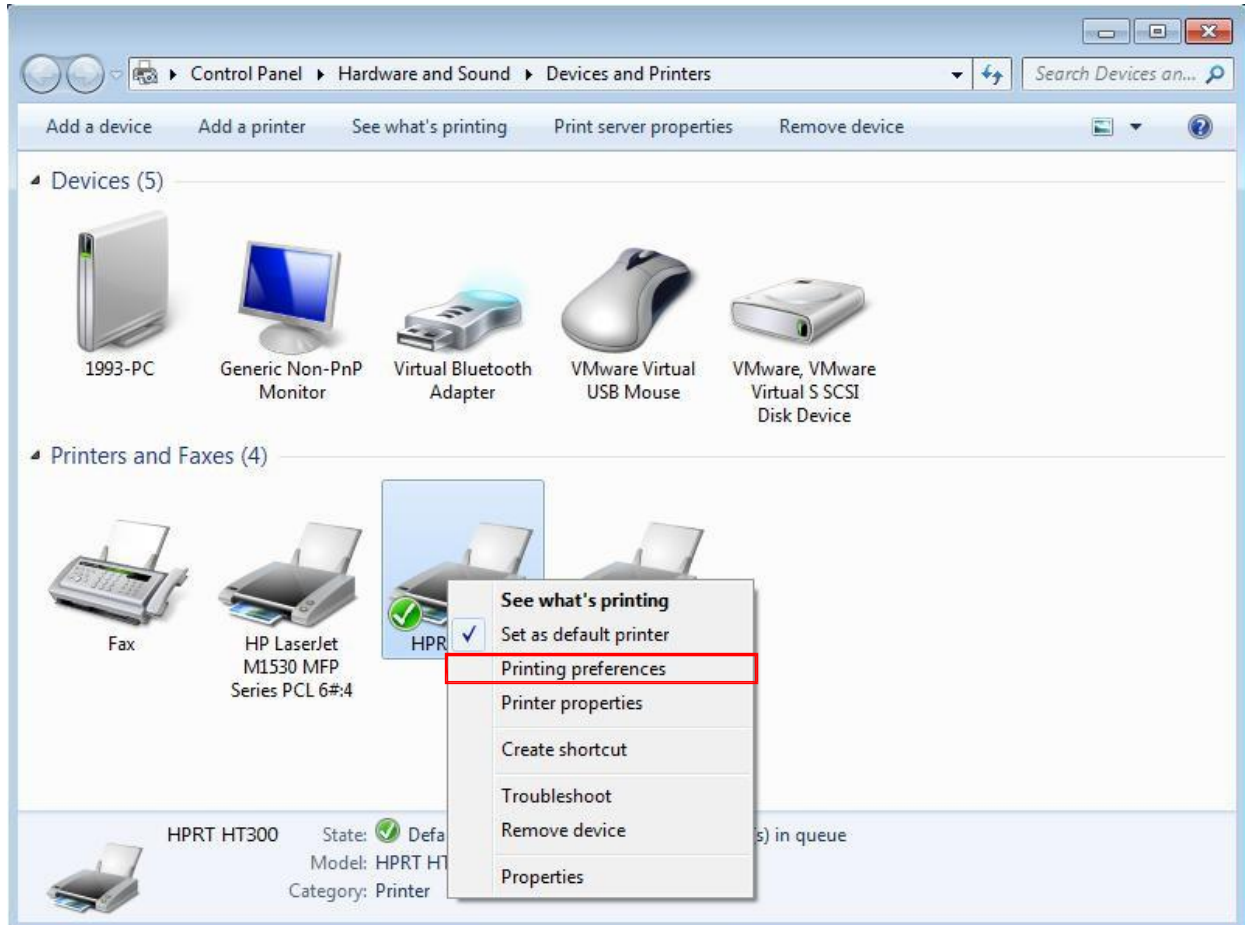 Control Panel ▸ Hardware and Sound ▸ Devices and Printers
Search Devices an...
Add a device Add a printer See what's printing Print server properties Remove device
Devices (5)
1993-PC
Generic Non-PnP
Monitor
Virtual Bluetooth
Adapter
VMware Virtual
USB Mouse
VMware, VMware
Virtual S SCSI
Disk Device
Printers and Faxes (4)
Fax
HP LaserJet
M1530 MFP
Series PCL 6#:4
HPR
See what's printing
Set as default printer
Printing preferences
Printer properties
Create shortcut
Troubleshoot
Remove device
Properties
HPRT HT300 State: Defa s) in queue
Model: HPRT HT
Category: Printer